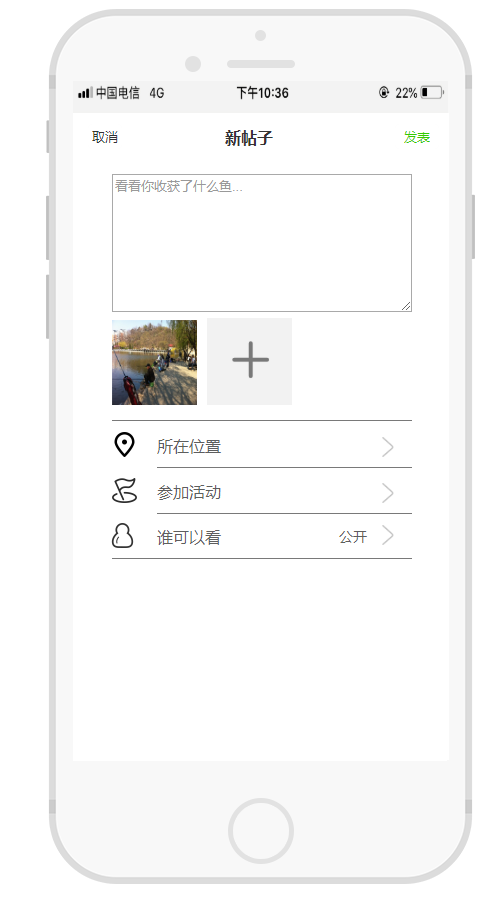 中国电信 4G 下午10:36 22%
取消 新帖子 发表
看看你收获了什么鱼...
所在位置
参加活动
谁可以看 公开